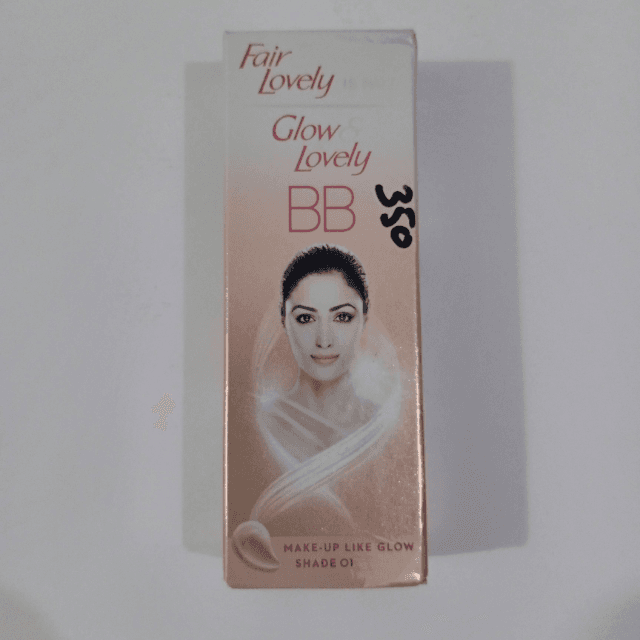 Fair
Lovely
Glow
Lovely
BB
350
MAKE-UP LIKE GLOW
SHADE 01